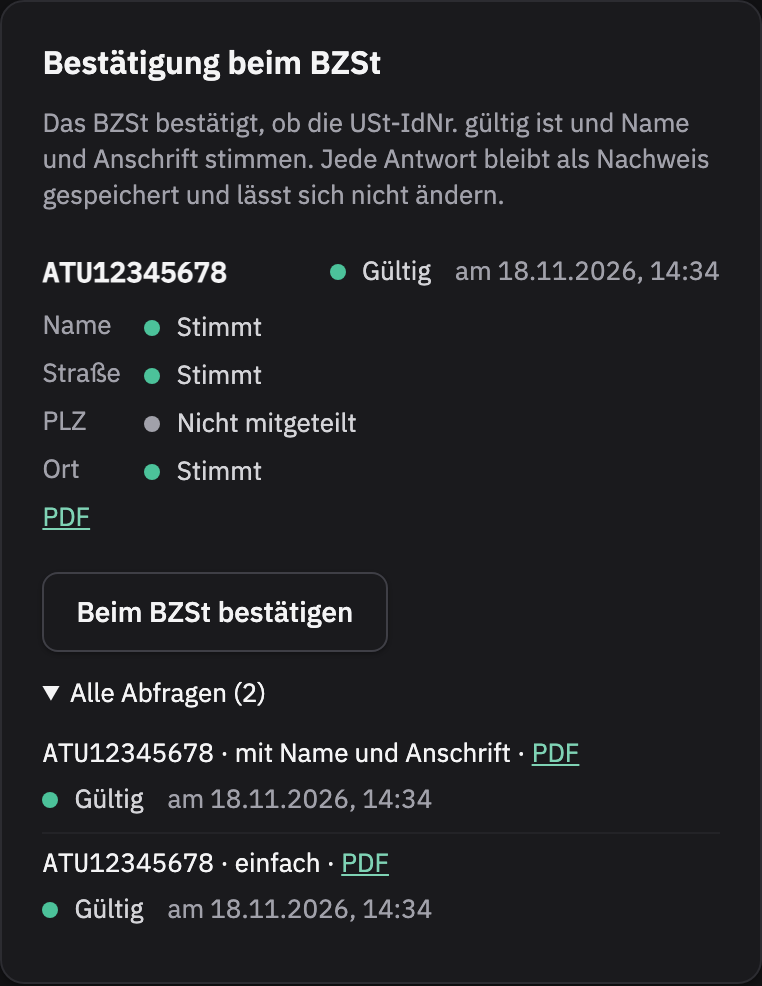 Bestätigung beim BZSt
Das BZSt bestätigt, ob die USt-IdNr. gültig ist und Name
und Anschrift stimmen. Jede Antwort bleibt als Nachweis
gespeichert und lässt sich nicht ändern.
ATU12345678 Gültig am 18.11.2026, 14:34
Name Stimmt
Straße Stimmt
PLZ Nicht mitgeteilt
Ort Stimmt
PDF
Beim BZSt bestätigen
▼ Alle Abfragen (2)
ATU12345678 · mit Name und Anschrift · PDF
Gültig am 18.11.2026, 14:34
ATU12345678 · einfach · PDF
Gültig am 18.11.2026, 14:34